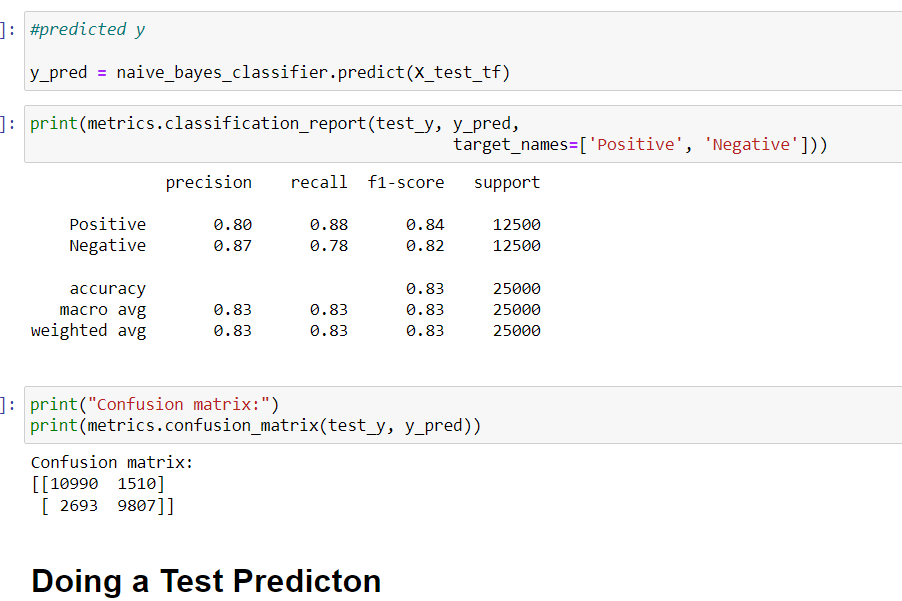 ]: #predicted y
y_pred = naive_bayes_classifier.predict(X_test_tf)
]: print(metrics.classification_report(test_y, y_pred,
target_names=['Positive', 'Negative']))
precision recall f1-score support
Positive 0.80 0.88 0.84 12500
Negative 0.87 0.78 0.82 12500
accuracy 0.83 25000
macro avg 0.83 0.83 0.83 25000
weighted avg 0.83 0.83 0.83 25000
]: print("Confusion matrix:")
print(metrics.confusion_matrix(test_y, y_pred))
Confusion matrix:
[[10990 1510]
[ 2693 9807]]
Doing a Test Predicton